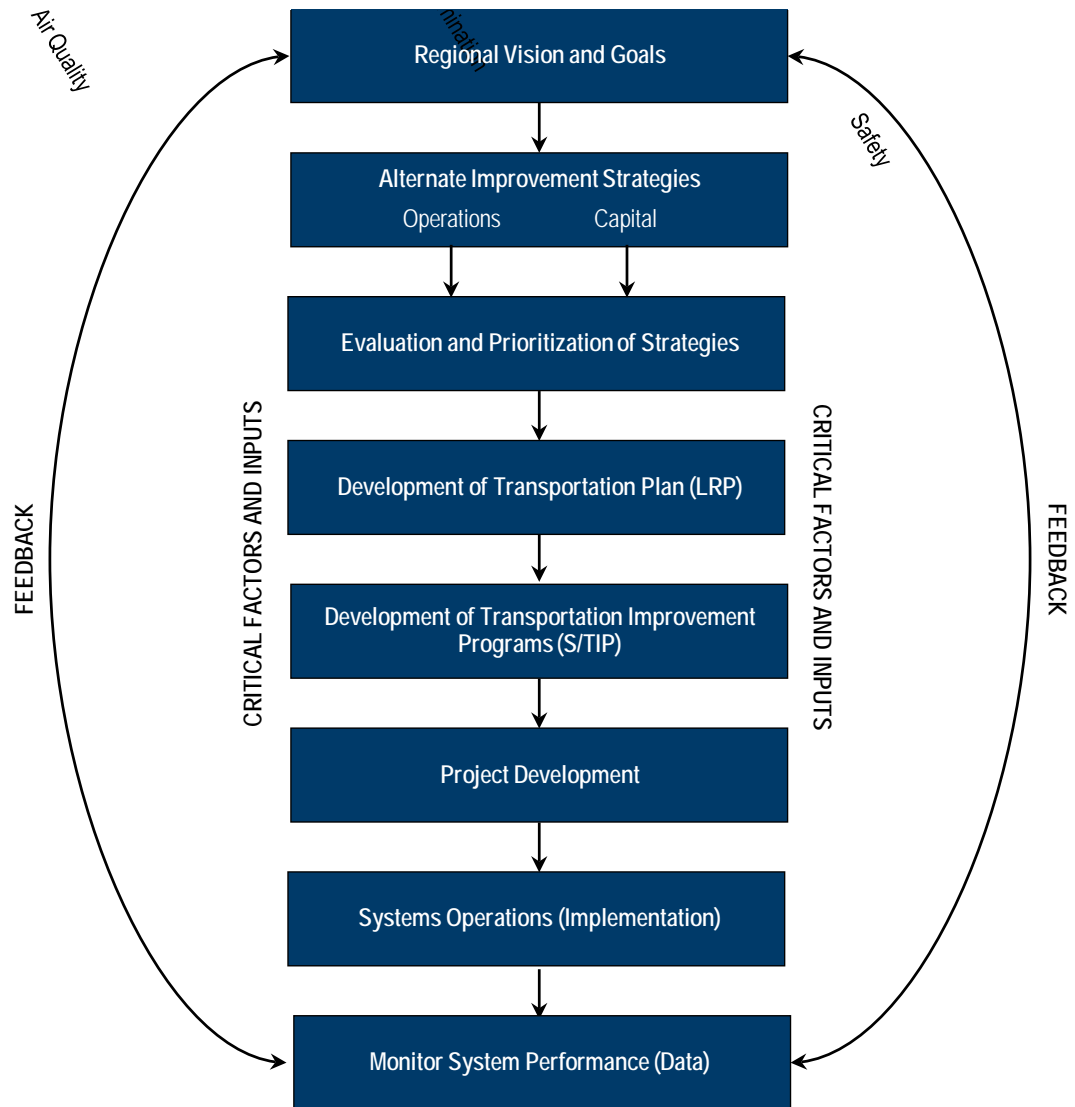 Air Quality
Regional Vision and Goals
Safety
Alternate Improvement Strategies
Operations Capital
Evaluation and Prioritization of Strategies
CRITICAL FACTORS AND INPUTS
CRITICAL FACTORS AND INPUTS
Development of Transportation Plan (LRP)
FEEDBACK
FEEDBACK
Development of Transportation Improvement
Programs (S/TIP)
Project Development
Systems Operations (Implementation)
Monitor System Performance (Data)